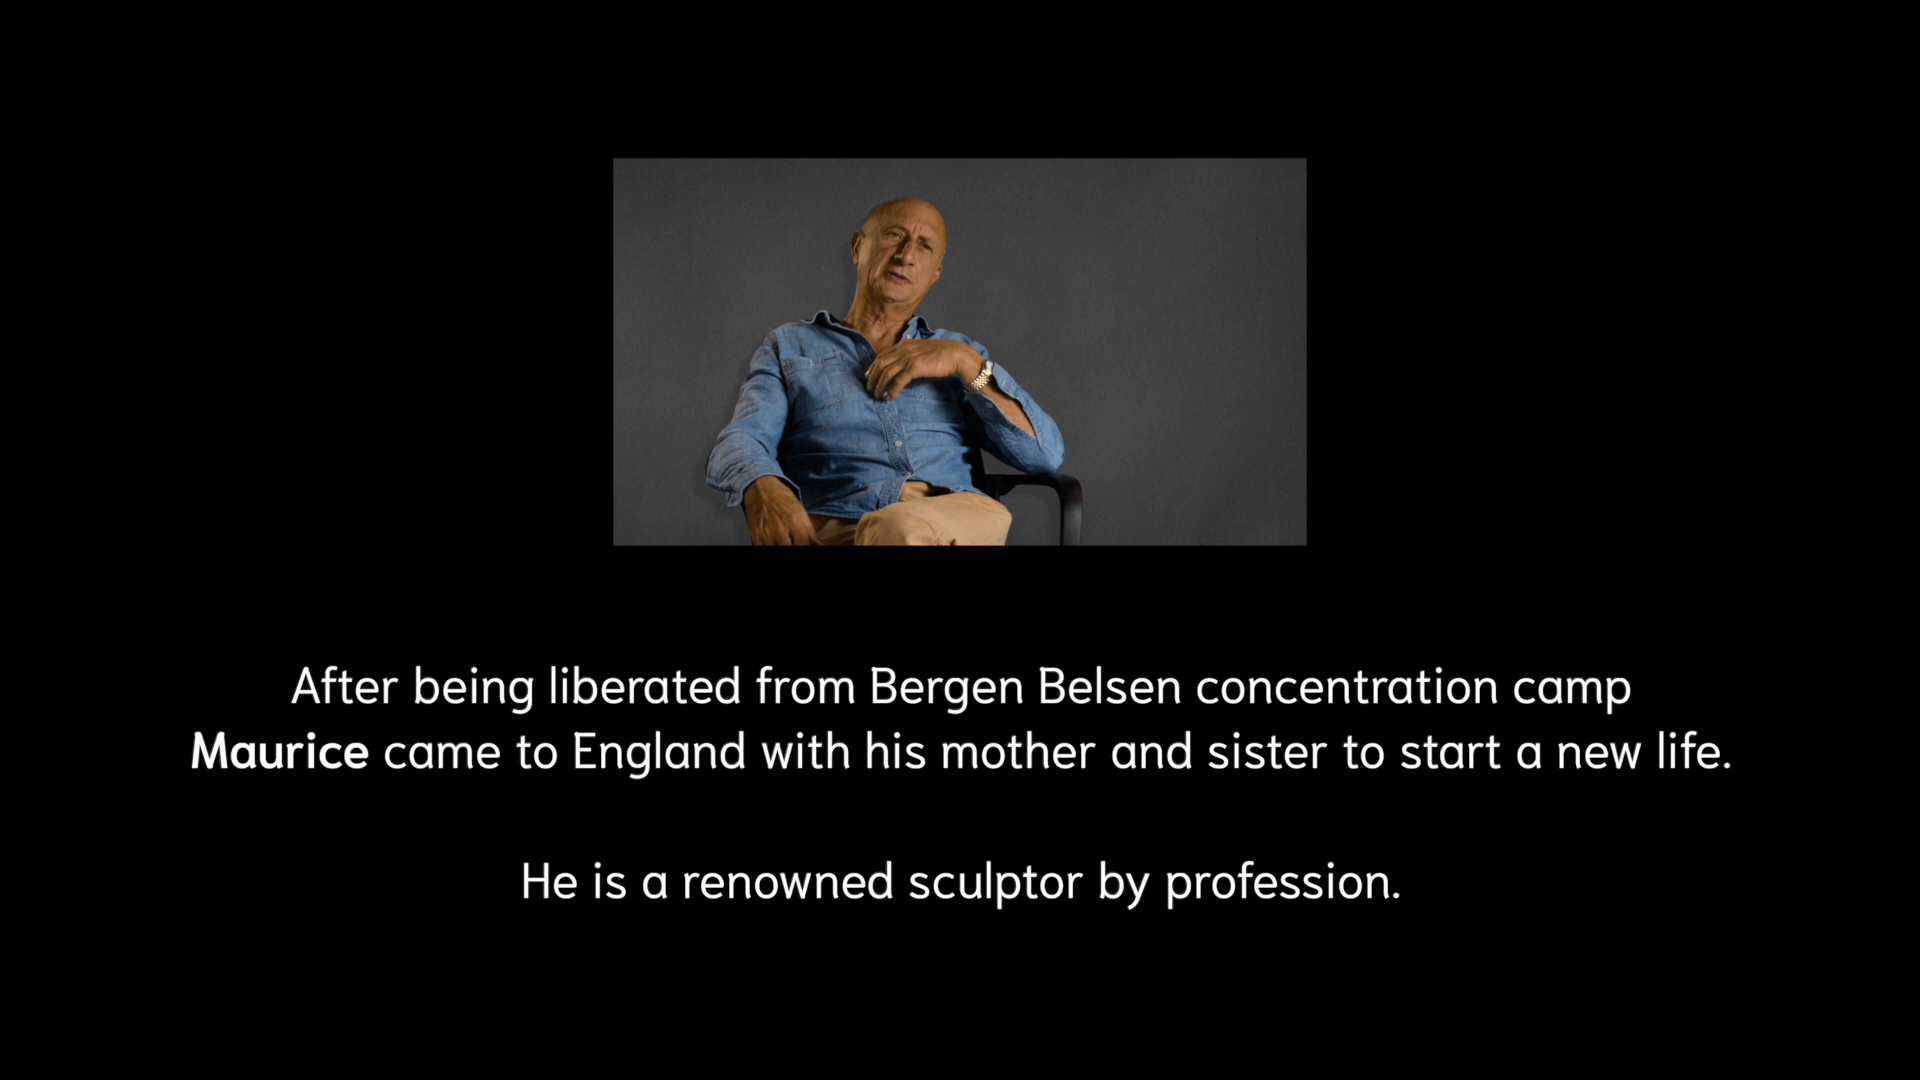 After being liberated from Bergen Belsen concentration camp
Maurice came to England with his mother and sister to start a new life.
He is a renowned sculptor by profession.